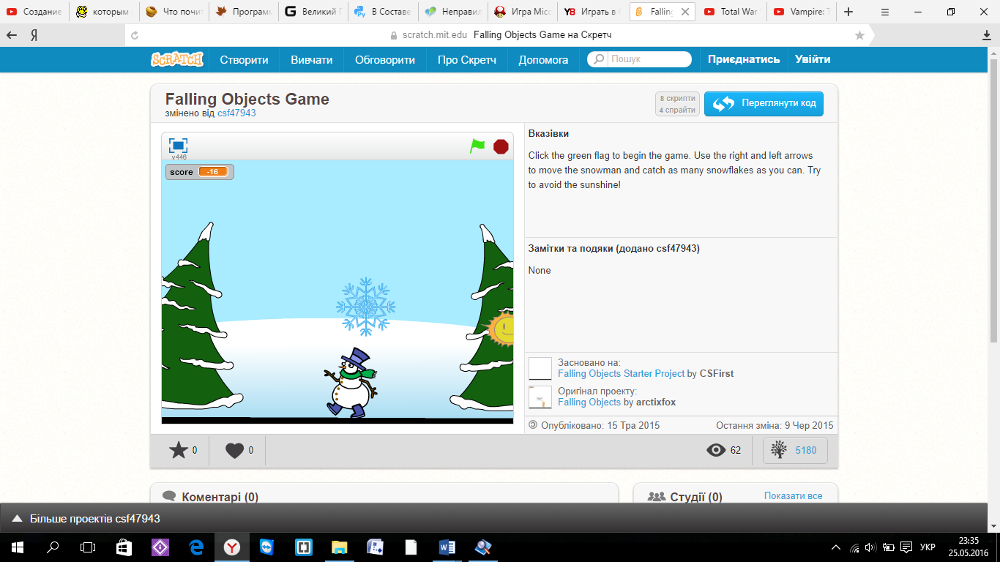 Создание
которым
Что почит
Программ
Великий Г
В Составе
Неправил
Игра Місс
Играть в С
Falling
Total War
Vampire: T
scratch.mit.edu Falling Objects Game на Скретч
SCRATCH
Створити
Вивчати
Обговорити
Про Скретч
Допомога
Пошук
Приєднатись
Увійти
Falling Objects Game
змінено від csf47943
8 скрипти
4 спрайти
Переглянути код
v446
score -16
Вказівки
Click the green flag to begin the game. Use the right and left arrows
to move the snowman and catch as many snowflakes as you can. Try
to avoid the sunshine!
Замітки та подяки (додано csf47943)
None
Засновано на:
Falling Objects Starter Project by CSFirst
Оригінал проекту:
Falling Objects by arctixfox
Опубліковано: 15 Тра 2015
Остання зміна: 9 Чер 2015
0
0
62
5180
Коментарі (0)
Студії (0)
Показати все
Більше проектів csf47943
УКР
23:35
25.05.2016